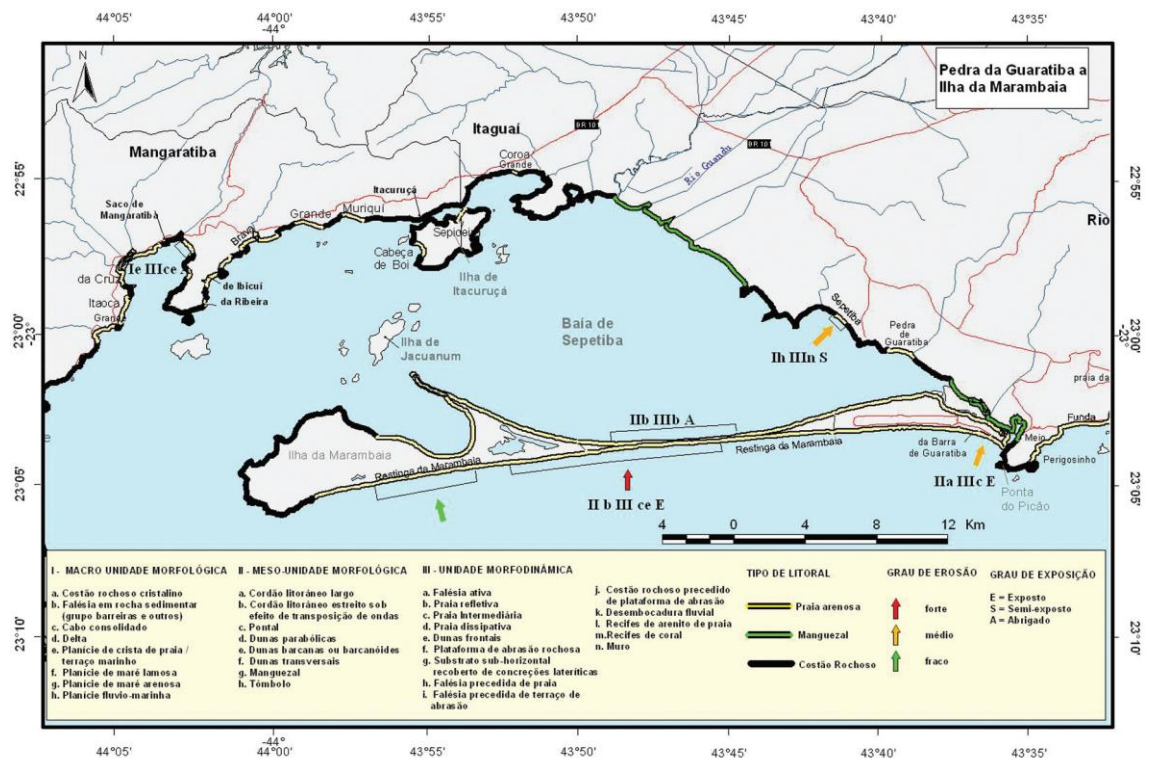 44°05' 44°00' 43°55' 43°50' 43°45' 43°40' 43°35'
-44°
N
Pedra da Guaratiba a
Ilha da Marambaia
BR 101
BR 101
Itaguaí
Coroa
Grande
Mangaratiba
Rio Guandu
22°55'
22°55'
Itacuruçá
Saco de
Mangaratiba
Muriquí
Grande
Brava
Rio
Sepideiro
Cabeça
de Boi
Ilha de
Itacuruçá
Ie IIIce
da Cruz
de Ibicuí
da Ribeira
Itaoca
Grande
Sepetiba
Baía de
Sepetiba
23°00'
-23°
23°00'
-23°
Pedra
de
Guaratiba
Ilha de
Jacuanum
Ih IIIn S
praia da
IIb IIIb A
Funda
Meio
Restinga da Marambaia
da Barra
de Guaratiba
Perigosinho
Ilha da Marambaia
Restinga da Marambaia
23°05'
23°05'
IIa IIIc E
Ponta
do Picão
II b III ce E
4 0 4 8 12 Km
I - MACRO UNIDADE MORFOLÓGICA
a. Costão rochoso cristalino
b. Falésia em rocha sedimentar
(grupo barreiras e outros)
c. Cabo consolidado
d. Delta
e. Planície de crista de praia /
terraço marinho
f. Planície de maré lamosa
g. Planície de maré arenosa
h. Planície fluvio-marinha
II - MESO-UNIDADE MORFOLÓGICA
a. Cordão litorâneo largo
b. Cordão litorâneo estreito sob
efeito de transposição de ondas
c. Pontal
d. Dunas parabólicas
e. Dunas barcanas ou barcanóides
f. Dunas transversais
g. Manguezal
h. Tômbolo
III - UNIDADE MORFODINÂMICA
a. Falésia ativa
b. Praia refletiva
c. Praia Intermediária
d. Praia dissipativa
e. Dunas frontais
f. Plataforma de abrasão rochosa
g. Substrato sub-horizontal
recoberto de concreções lateríticas
h. Falésia precedida de praia
i. Falésia precedida de terraço de
abrasão
j. Costão rochoso precedido
de plataforma de abrasão
k. Desembocadura fluvial
l. Recifes de arenito de praia
m.Recifes de coral
n. Muro
TIPO DE LITORAL
Praia arenosa
Manguezal
Costão Rochoso
GRAU DE EROSÃO
forte
médio
fraco
GRAU DE EXPOSIÇÃO
E = Exposto
S = Semi-exposto
A = Abrigado
23°10'
23°10'
-44°
44°05' 44°00' 43°55' 43°50' 43°45' 43°40' 43°35'